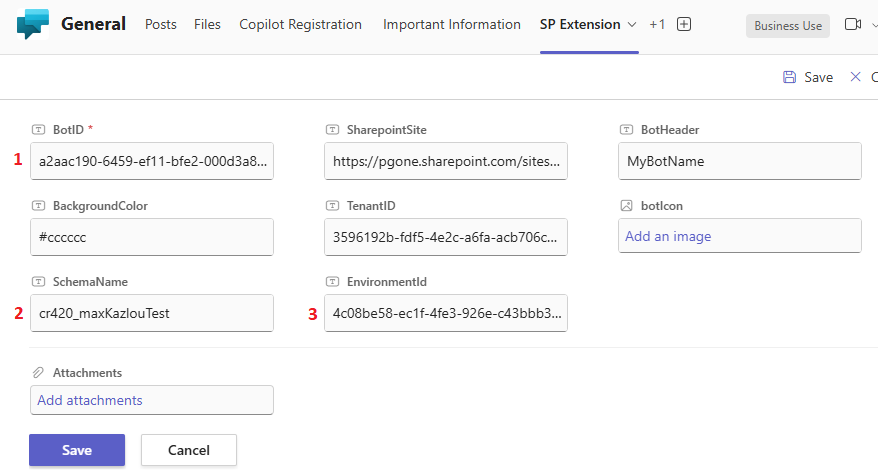 General Posts Files Copilot Registration Important Information SP Extension +1 Business Use
Save
BotID * SharepointSite BotHeader
1 a2aac190-6459-ef11-bfe2-000d3a8... https://pgone.sharepoint.com/sites... MyBotName
BackgroundColor TenantID botIcon
#cccccc 3596192b-fdf5-4e2c-a6fa-acb706c... Add an image
SchemaName EnvironmentId
2 cr420_maxKazlouTest 3 4c08be58-ec1f-4fe3-926e-c43bbb3...
Attachments
Add attachments
Save Cancel